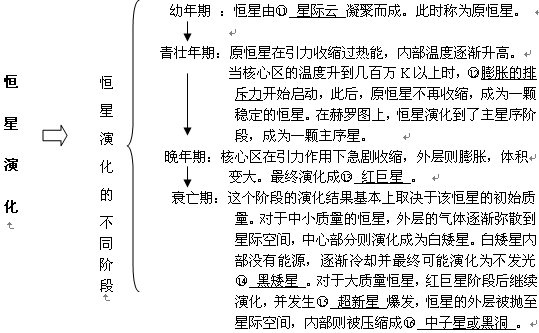 幼年期 ：恒星由⑪ 星际云 凝聚而成。此时称为原恒星。
青壮年期：原恒星在引力收缩过热能，内部温度逐渐升高。
当核心区的温度升到几百万 K 以上时，⑫膨胀的排
斥力开始启动，此后，原恒星不再收缩，成为一颗
稳定的恒星。在赫罗图上，恒星演化到了主星序阶
段，成为一颗主序星。
晚年期：核心区在引力作用下急剧收缩，外层则膨胀，体积
变大。最终演化成⑬ 红巨星 。
衰亡期：这个阶段的演化结果基本上取决于该恒星的初始质
量。对于中小质量的恒星，外层的气体逐渐弥散到
星际空间，中心部分则演化成为白矮星。白矮星内
部没有能源，逐渐冷却并最终可能演化为不发光
⑭ 黑矮星 。对于大质量恒星，红巨星阶段后继续
演化，并发生⑮ 超新星 爆发，恒星的外层被抛至
星际空间，内部则被压缩成⑯ 中子星或黑洞 。
恒星演化
恒星演化的不同阶段